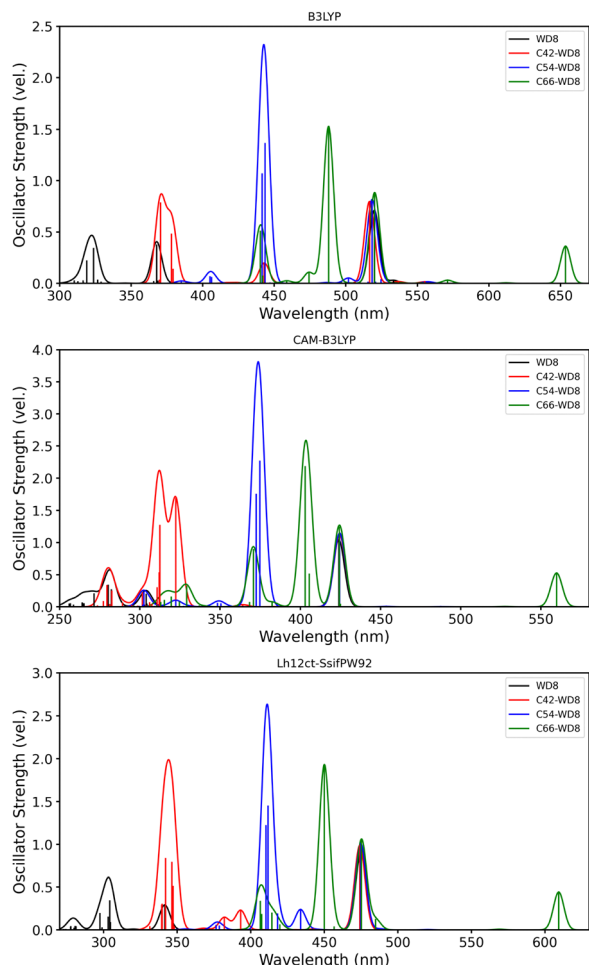 B3LYP
2.5
2.0
1.5
1.0
0.5
0.0
Oscillator Strength (vel.)
WD8
C42-WD8
C54-WD8
C66-WD8
300 350 400 450 500 550 600 650
Wavelength (nm)
CAM-B3LYP
4.0
3.5
3.0
2.5
2.0
1.5
1.0
0.5
0.0
Oscillator Strength (vel.)
WD8
C42-WD8
C54-WD8
C66-WD8
250 300 350 400 450 500 550
Wavelength (nm)
Lh12ct-SsifPW92
3.0
2.5
2.0
1.5
1.0
0.5
0.0
Oscillator Strength (vel.)
WD8
C42-WD8
C54-WD8
C66-WD8
300 350 400 450 500 550 600
Wavelength (nm)